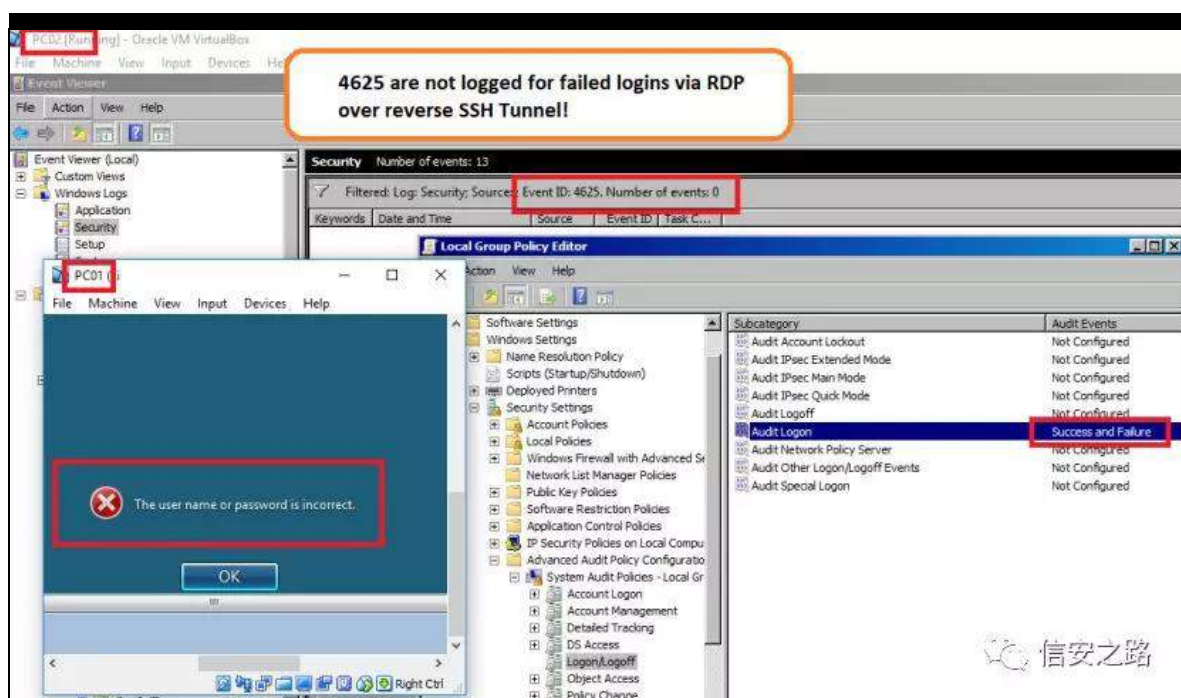 PC02 [Running] - Oracle VM VirtualBox
File Machine View Input Devices
4625 are not logged for failed logins via RDP
over reverse SSH Tunnel!
Event Viewer
File Action View Help
Event Viewer (Local)
Custom Views
Windows Logs
Application
Security
Setup
Security Number of events: 13
Filtered: Log: Security; Source: Event ID: 4625. Number of events: 0
Keywords Date and Time Source Event ID Task C...
Local Group Policy Editor
Action View Help
PC01
File Machine View Input Devices Help
The user name or password is incorrect.
OK
Right Ctrl
Software Settings
Windows Settings
Name Resolution Policy
Scripts (Startup/Shutdown)
Deployed Printers
Security Settings
Account Policies
Local Policies
Windows Firewall with Advanced Se
Network List Manager Policies
Public Key Policies
Software Restriction Policies
Application Control Policies
IP Security Policies on Local Compu
Advanced Audit Policy Configuratio
System Audit Policies - Local Gr
Account Logon
Account Management
Detailed Tracking
DS Access
Logon/Logoff
Object Access
Policy Change
Subcategory Audit Events
Audit Account Lockout Not Configured
Audit IPsec Extended Mode Not Configured
Audit IPsec Main Mode Not Configured
Audit IPsec Quick Mode Not Configured
Audit Logoff Not Configured
Audit Logon Success and Failure
Audit Network Policy Server Not Configured
Audit Other Logon/Logoff Events Not Configured
Audit Special Logon Not Configured
信安之路